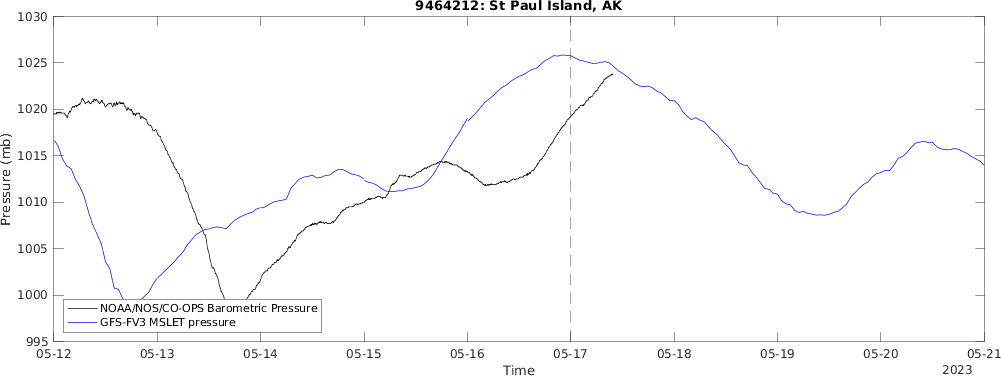 9464212: St Paul Island, AK
1030
1025
1020
1015
1010
1005
1000
995
Pressure (mb)
NOAA/NOS/CO-OPS Barometric Pressure
GFS-FV3 MSLET pressure
05-12 05-13 05-14 05-15 05-16 05-17 05-18 05-19 05-20 05-21
Time
2023